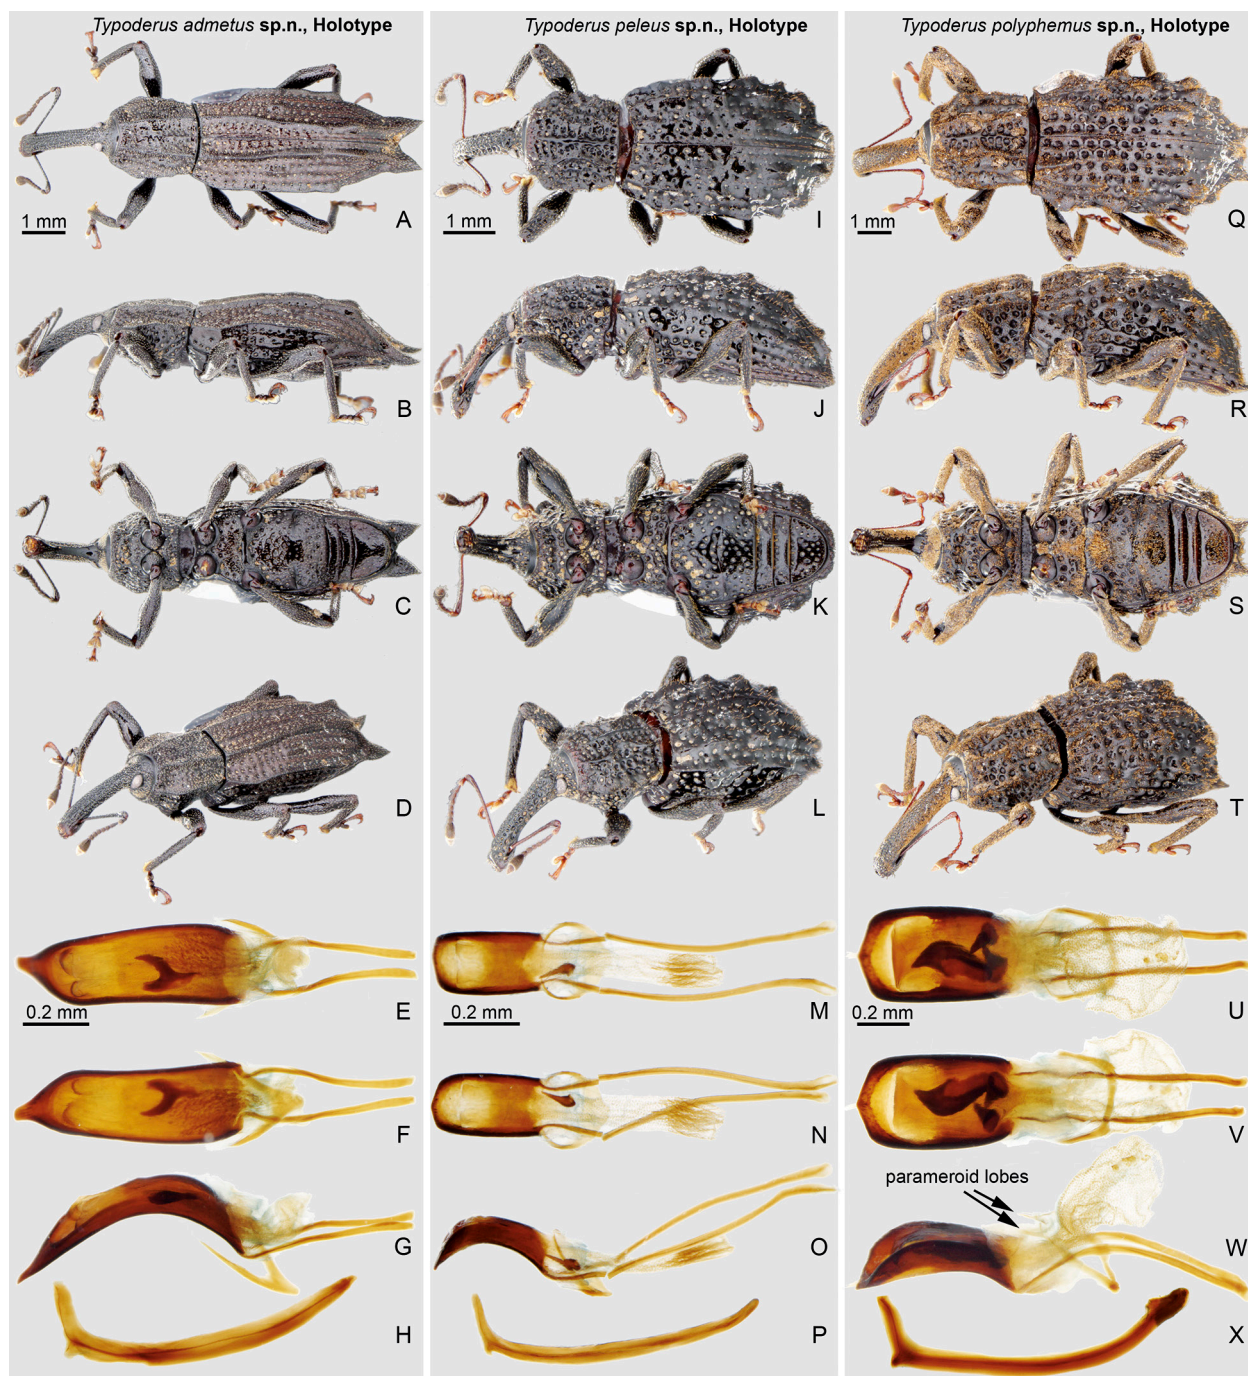 Typoderus admetus sp.n., Holotype
1 mm
A
B
C
D
0.2 mm
E
F
G
H
Typoderus peleus sp.n., Holotype
1 mm
I
J
K
L
0.2 mm
M
N
O
P
Typoderus polyphemus sp.n., Holotype
1 mm
Q
R
S
T
0.2 mm
U
V
parameroid lobes
W
X